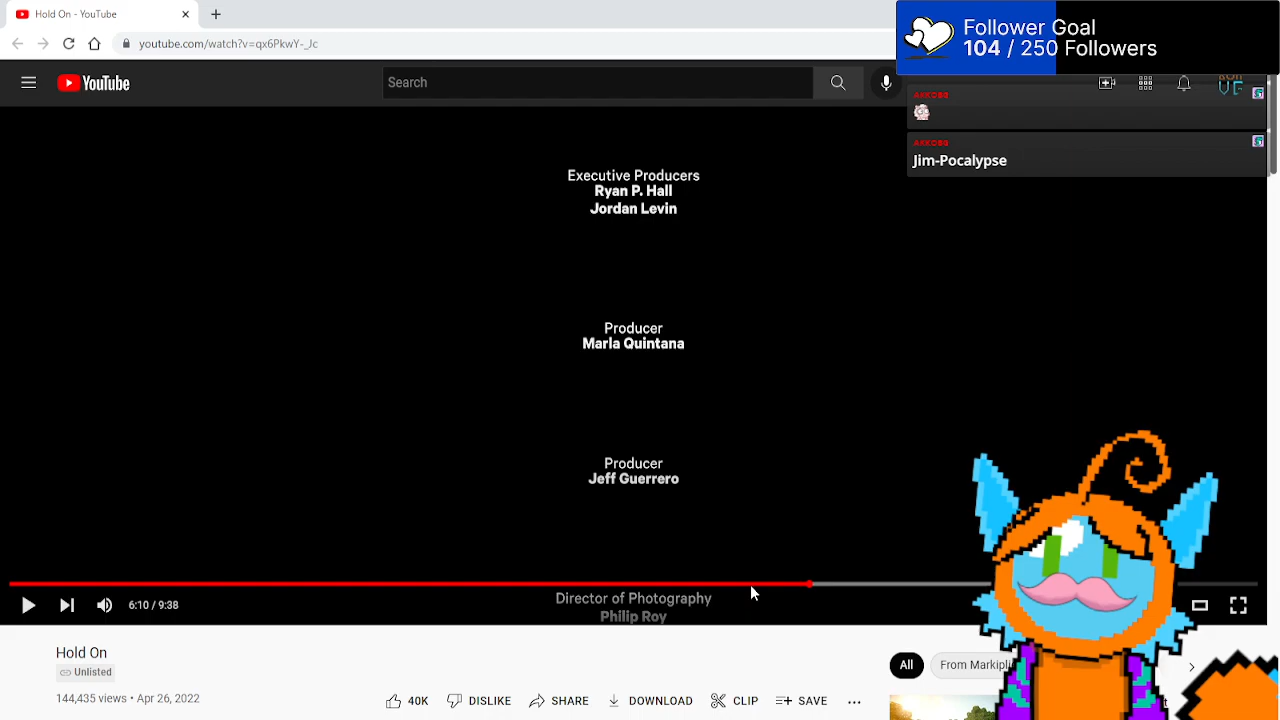 Hold On - YouTube
youtube.com/watch?v=qx6PkwY-_Jc
Follower Goal
104 / 250 Followers
YouTube
Search
Jim-Pocalypse
Executive Producers
Ryan P. Hall
Jordan Levin
Producer
Marla Quintana
Producer
Jeff Guerrero
Director of Photography
Philip Roy
6:10 / 9:38
Hold On
Unlisted
144,435 views • Apr 26, 2022
40K
DISLIKE
SHARE
DOWNLOAD
CLIP
SAVE
All
From Markipli